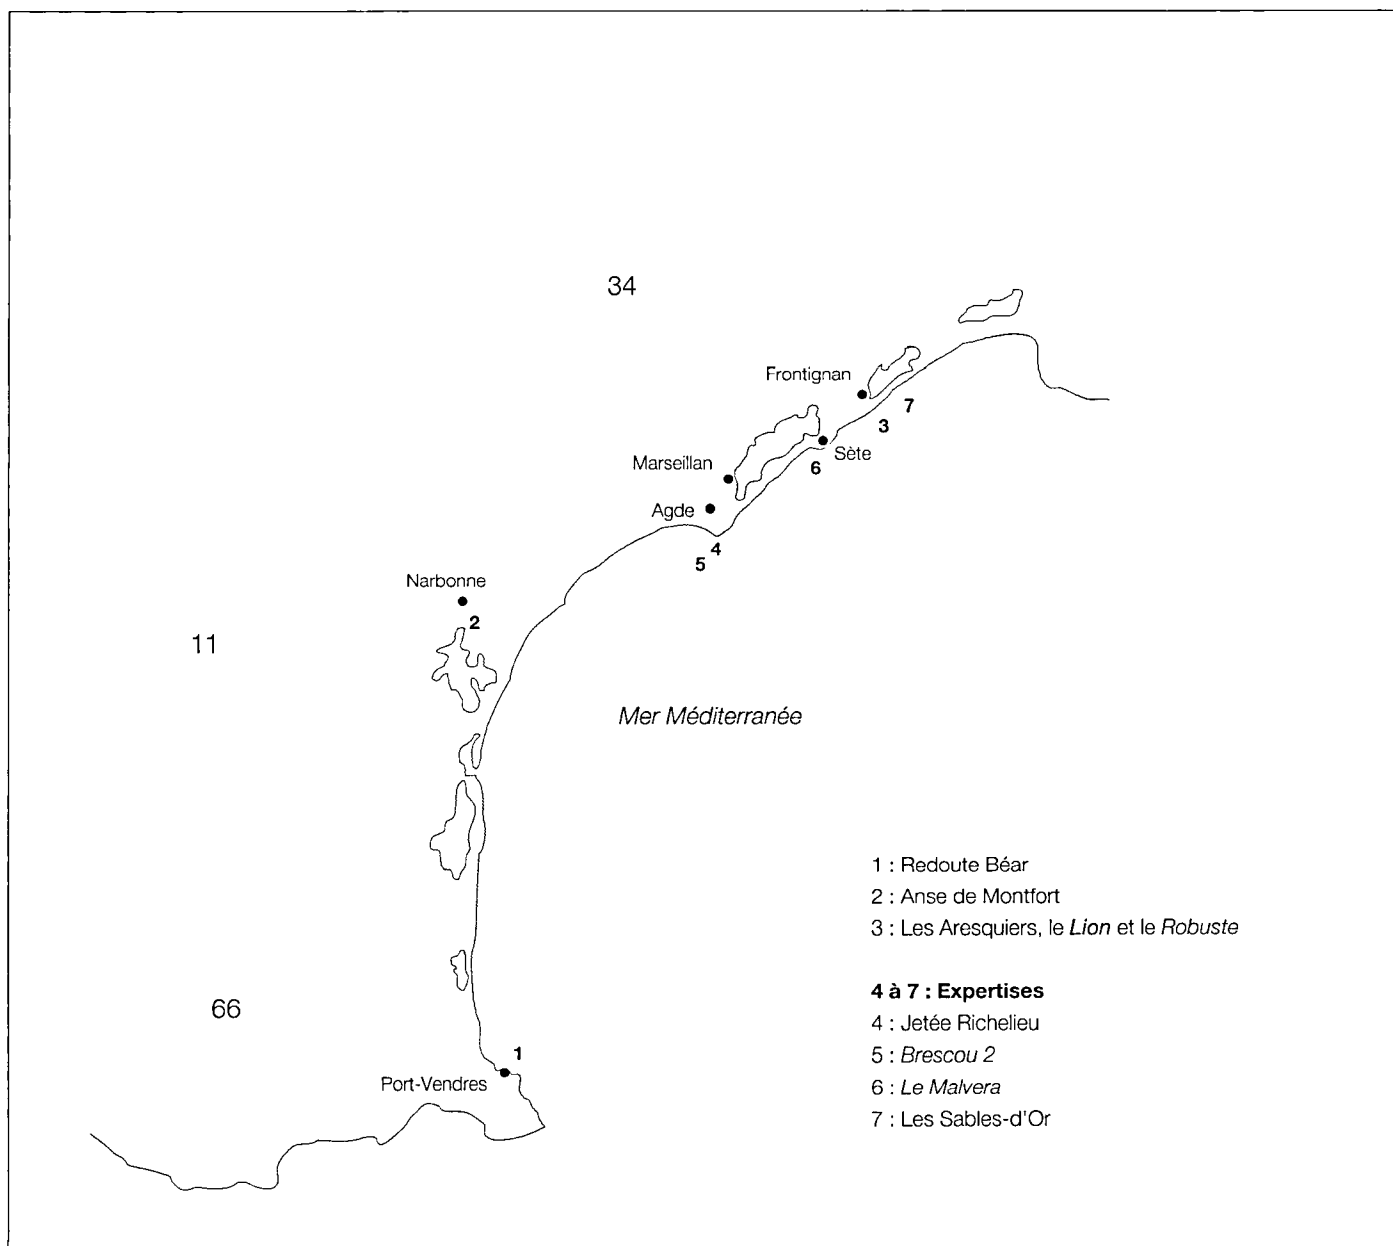 34
Frontignan
7
3
Sète
Marseillan
6
Agde
4
5
Narbonne
2
11
Mer Méditerranée
1 : Redoute Béar
2 : Anse de Montfort
3 : Les Aresquiers, le Lion et le Robuste
66
4 à 7 : Expertises
4 : Jetée Richelieu
5 : Brescou 2
1
Port-Vendres
6 : Le Malvera
7 : Les Sables-d'Or